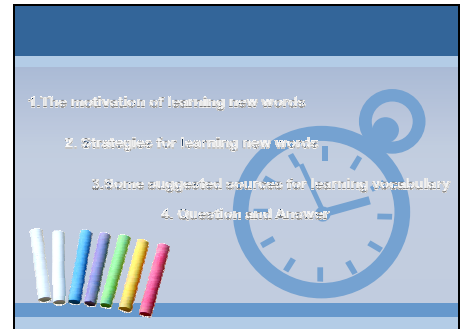 1.The motivation of learning new words
2. Strategies for learning new words
3.Some suggested sources for learning vocabulary
4. Question and Answer